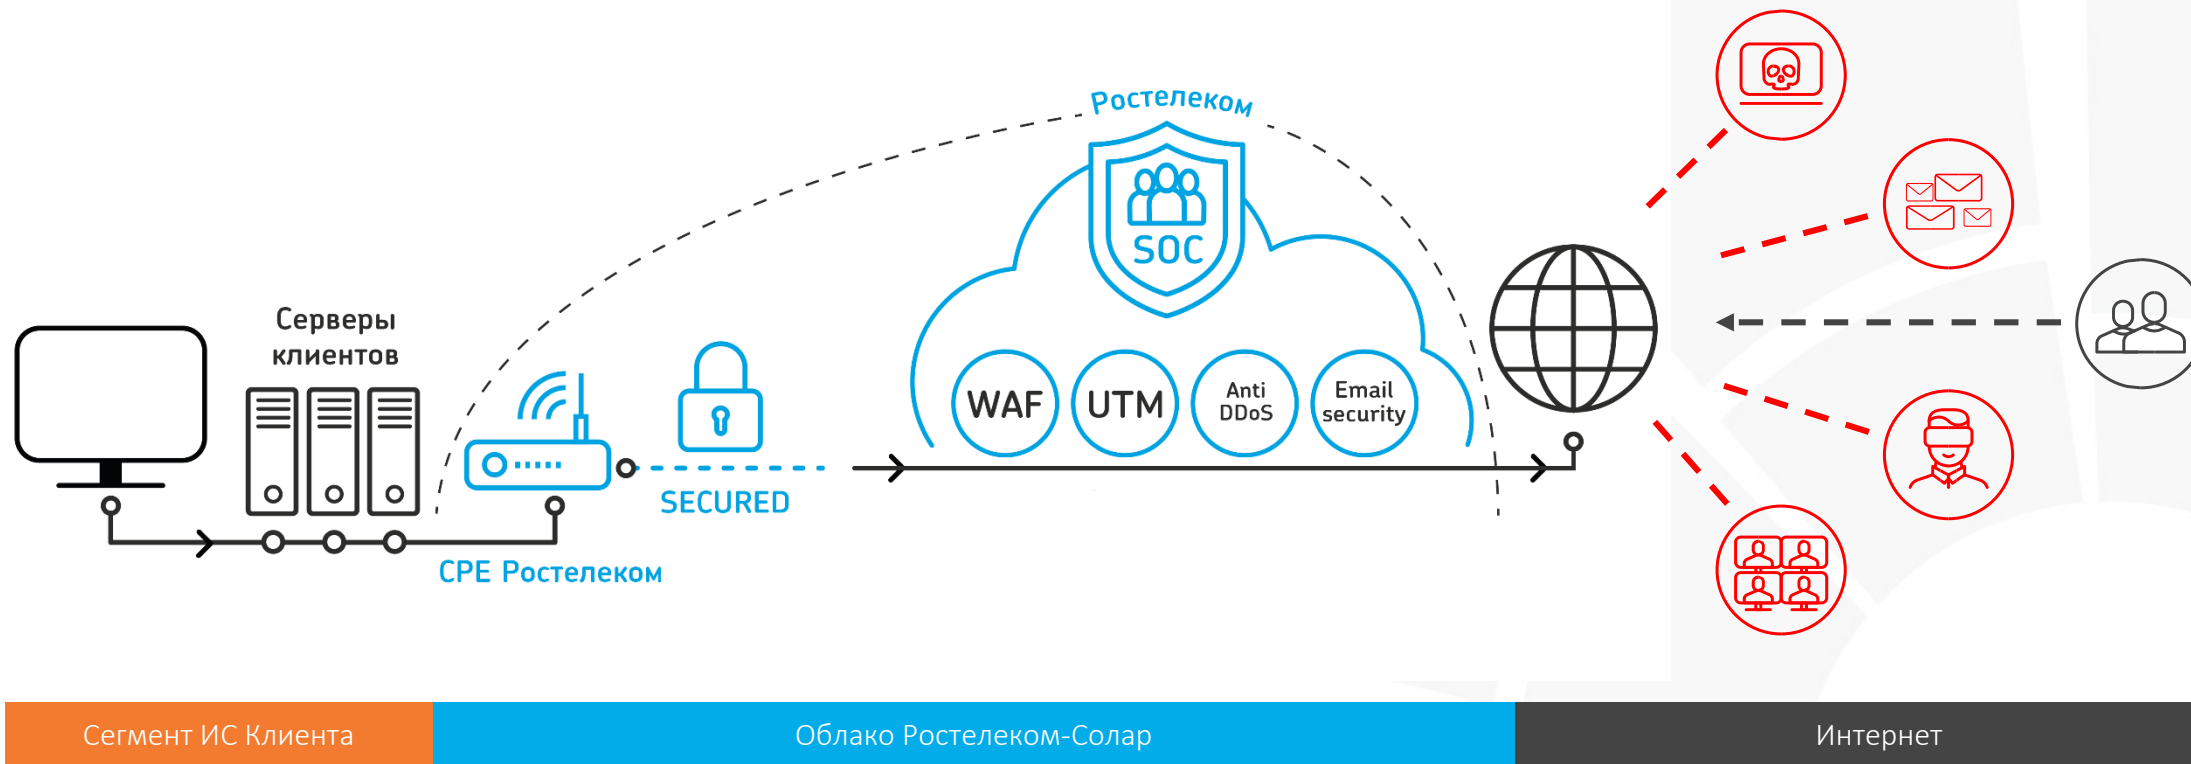 Ростелеком
SOC
Серверы
клиентов
WAF
UTM
Anti
DDoS
Email
security
SECURED
CPE Ростелеком
Сегмент ИС Клиента
Облако Ростелеком-Солар
Интернет